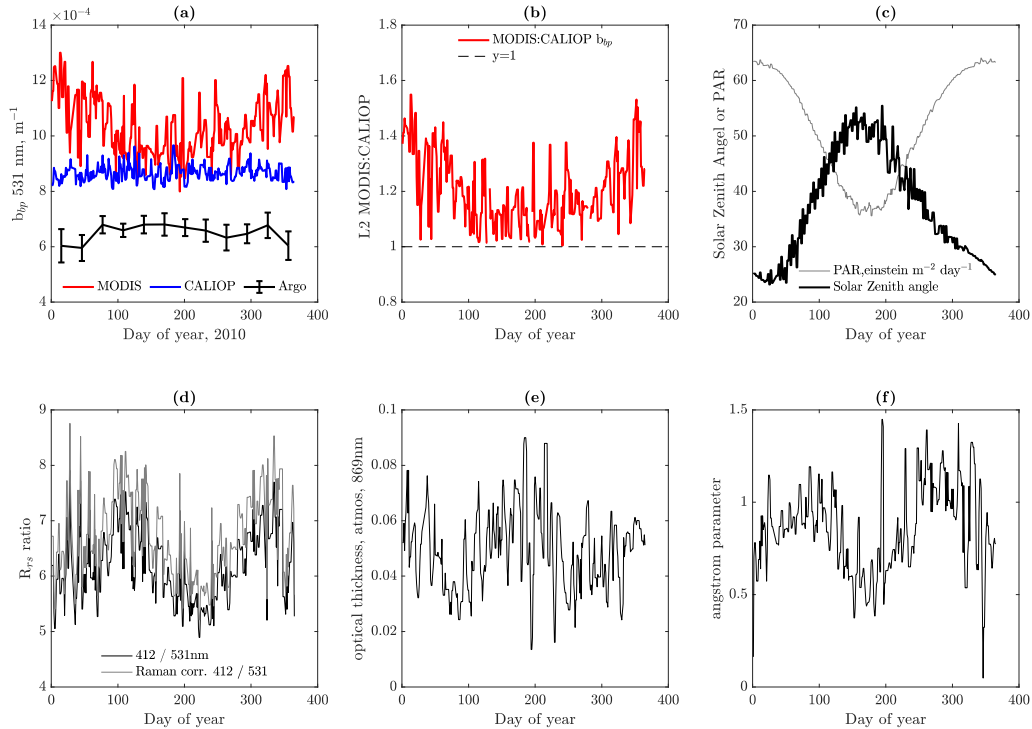 (a)
×10⁻⁴
14
12
10
8
6
4
b_bp 531 nm, m⁻¹
MODIS
CALIOP
Argo
0 100 200 300 400
Day of year, 2010
(b)
1.8
1.6
1.4
1.2
1
0.8
L2 MODIS:CALIOP
MODIS:CALIOP b_bp
y=1
0 100 200 300 400
Day of year
(c)
70
60
50
40
30
20
Solar Zenith Angel or PAR
PAR,einstein m⁻² day⁻¹
Solar Zenith angle
0 100 200 300 400
Day of year
(d)
9
8
7
6
5
4
R_rs ratio
412 / 531nm
Raman corr. 412 / 531
0 100 200 300 400
Day of year
(e)
0.1
0.08
0.06
0.04
0.02
0
optical thickness, atmos, 869nm
0 100 200 300 400
Day of year
(f)
1.5
1
0.5
0
angstrom parameter
0 100 200 300 400
Day of year